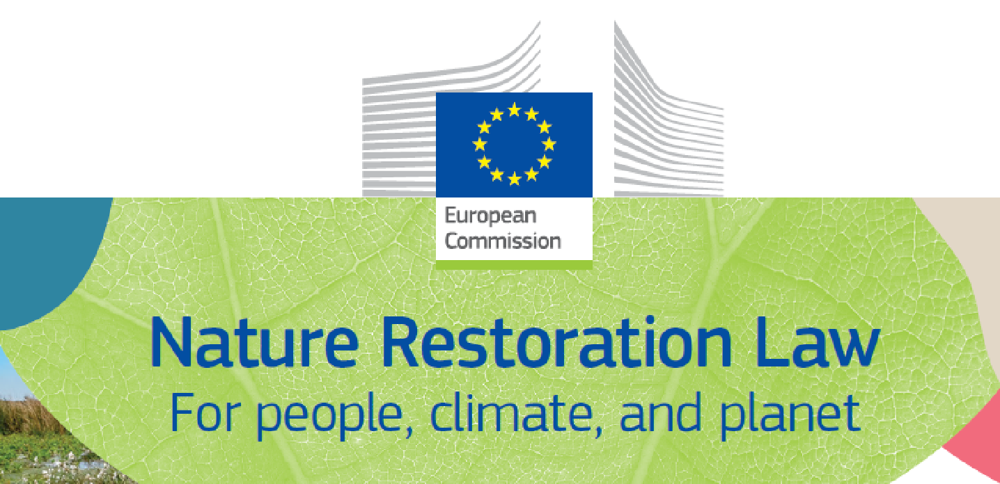 European
Commission
Nature Restoration Law
For people, climate, and planet